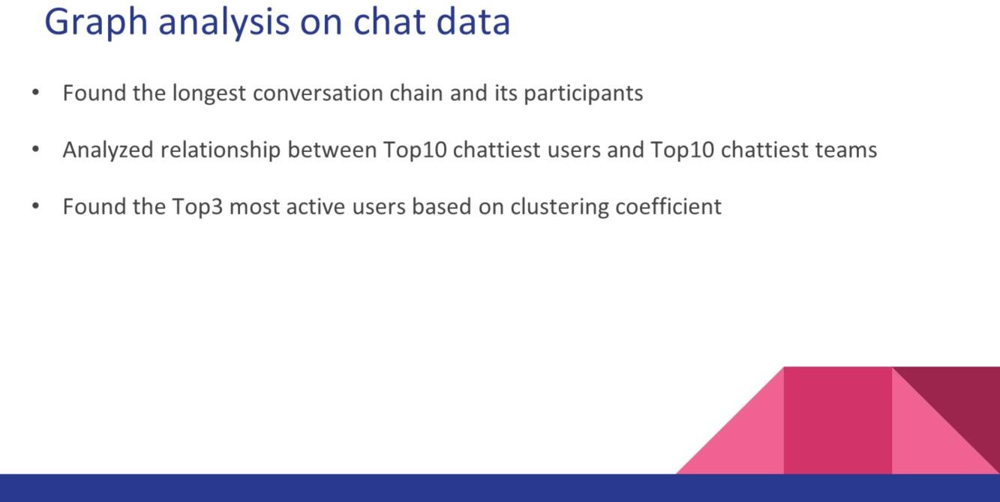 Graph analysis on chat data
• Found the longest conversation chain and its participants
• Analyzed relationship between Top10 chattiest users and Top10 chattiest teams
• Found the Top3 most active users based on clustering coefficient